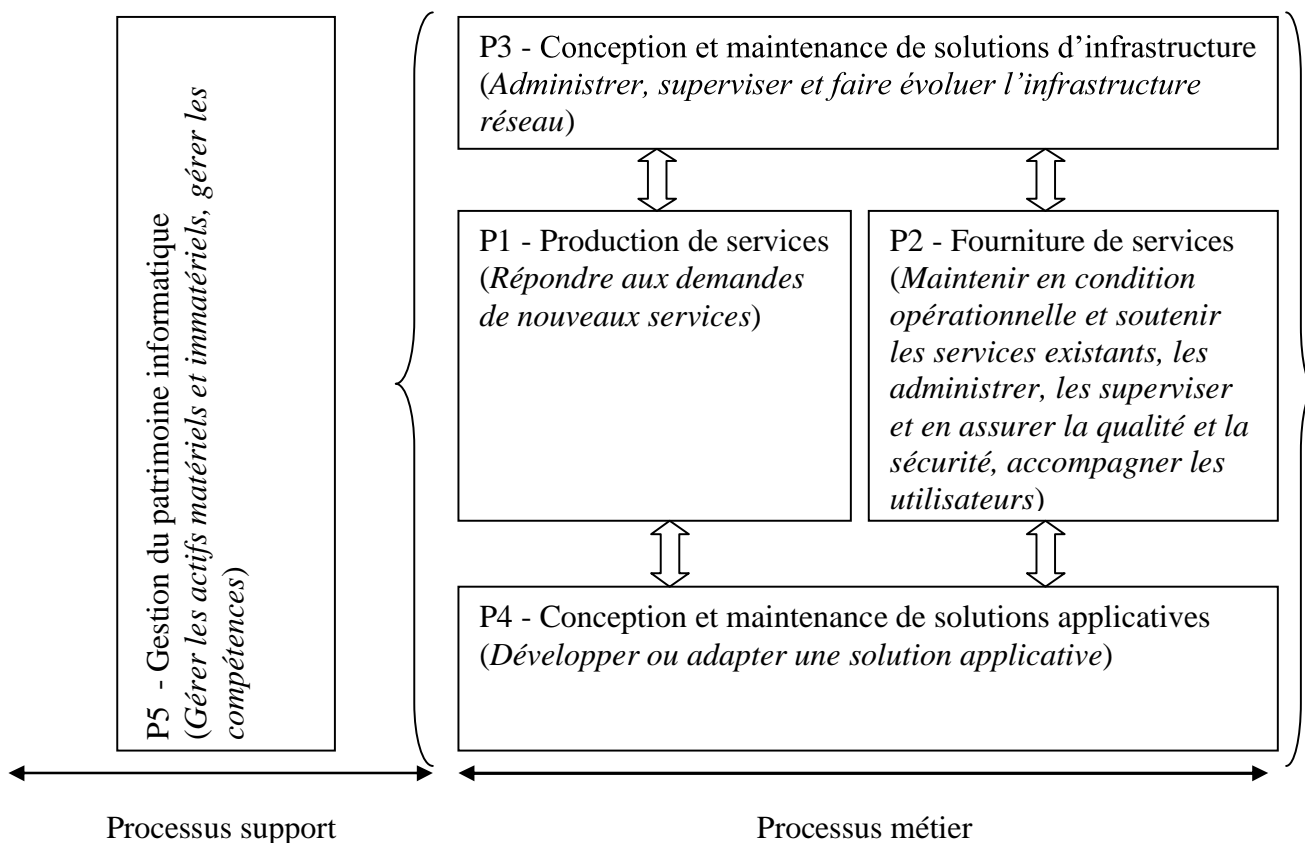 P5 - Gestion du patrimoine informatique
(Gérer les actifs matériels et immatériels, gérer les
compétences)
P3 - Conception et maintenance de solutions d’infrastructure
(Administrer, superviser et faire évoluer l’infrastructure
réseau)
P1 - Production de services
(Répondre aux demandes
de nouveaux services)
P2 - Fourniture de services
(Maintenir en condition
opérationnelle et soutenir
les services existants, les
administrer, les superviser
et en assurer la qualité et la
sécurité, accompagner les
utilisateurs)
P4 - Conception et maintenance de solutions applicatives
(Développer ou adapter une solution applicative)
Processus support
Processus métier